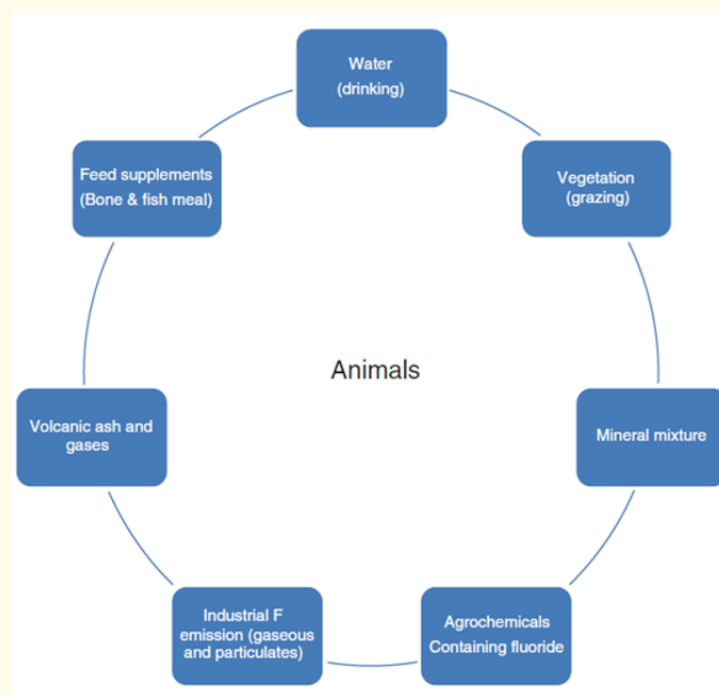 Water
(drinking)
Vegetation
(grazing)
Mineral mixture
Agrochemicals
Containing fluoride
Industrial F
emission (gaseous
and particulates)
Volcanic ash and
gases
Feed supplements
(Bone & fish meal)
Animals